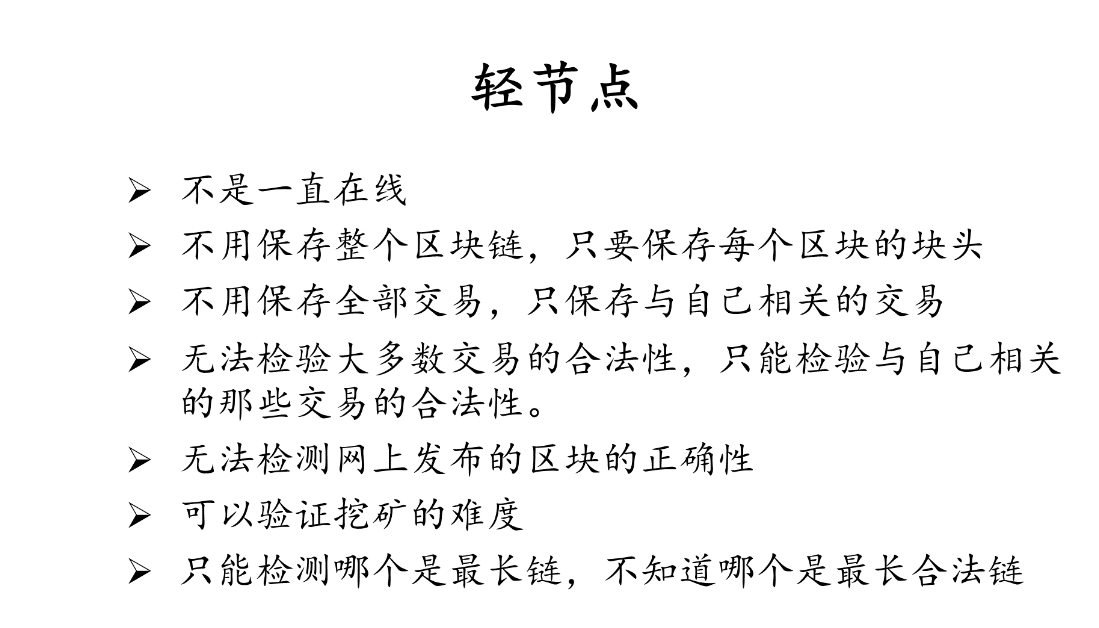 轻节点
➢ 不是一直在线
➢ 不用保存整个区块链，只要保存每个区块的块头
➢ 不用保存全部交易，只保存与自己相关的交易
➢ 无法检验大多数交易的合法性，只能检验与自己相关
的那些交易的合法性。
➢ 无法检测网上发布的区块的正确性
➢ 可以验证挖矿的难度
➢ 只能检测哪个是最长链，不知道哪个是最长合法链